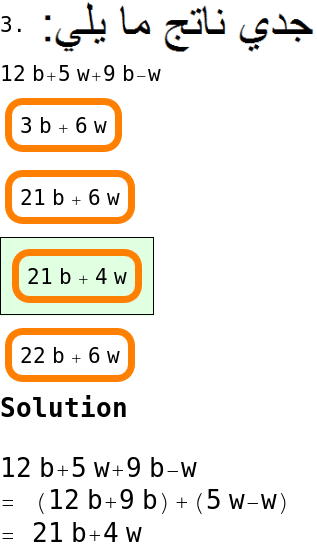 3. جدي ناتج ما يلي:
12 b+5 w+9 b−w
3 b + 6 w
21 b + 6 w
21 b + 4 w
22 b + 6 w
Solution
12 b+5 w+9 b−w
= (12 b+9 b) + (5 w−w)
= 21 b+4 w